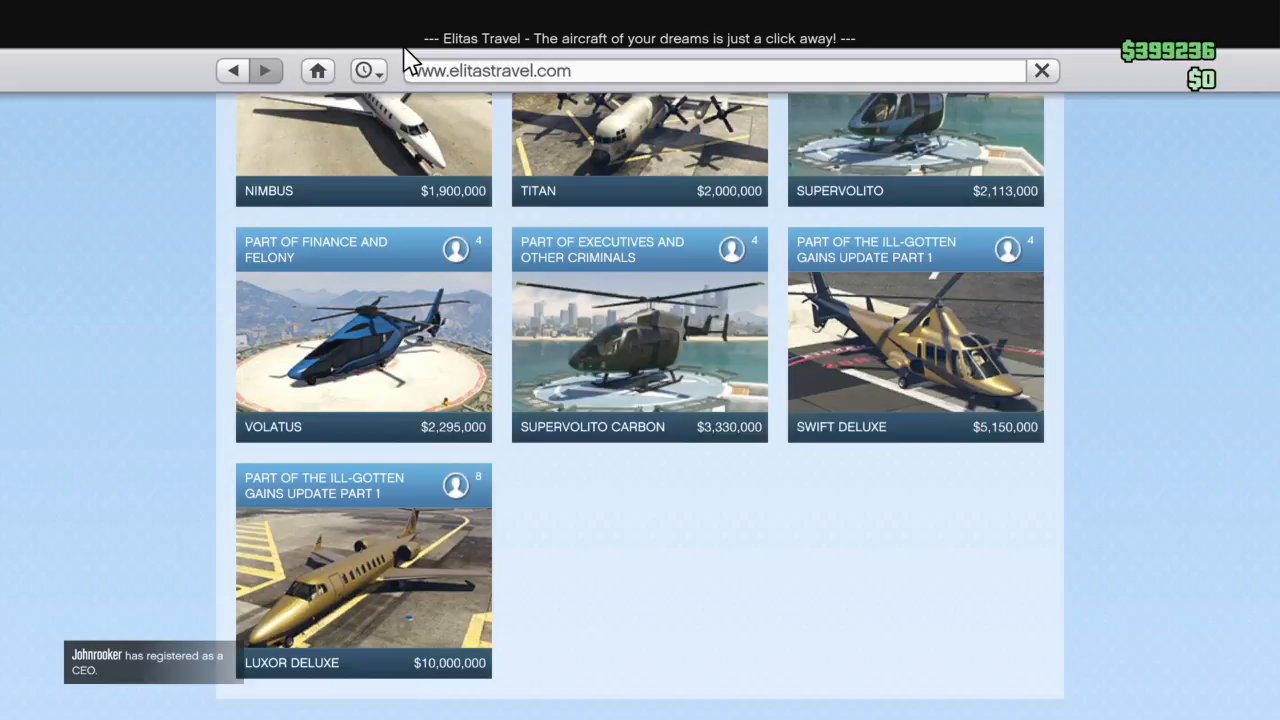 --- Elitas Travel - The aircraft of your dreams is just a click away! ---
$399236
$0
www.elitastravel.com
NIMBUS $1,900,000
TITAN $2,000,000
SUPERVOLITO $2,113,000
PART OF FINANCE AND
FELONY
4
PART OF EXECUTIVES AND
OTHER CRIMINALS
4
PART OF THE ILL-GOTTEN
GAINS UPDATE PART 1
4
VOLATUS $2,295,000
SUPERVOLITO CARBON $3,330,000
SWIFT DELUXE $5,150,000
PART OF THE ILL-GOTTEN
GAINS UPDATE PART 1
8
LUXOR DELUXE $10,000,000
Johnrooker has registered as a
CEO.